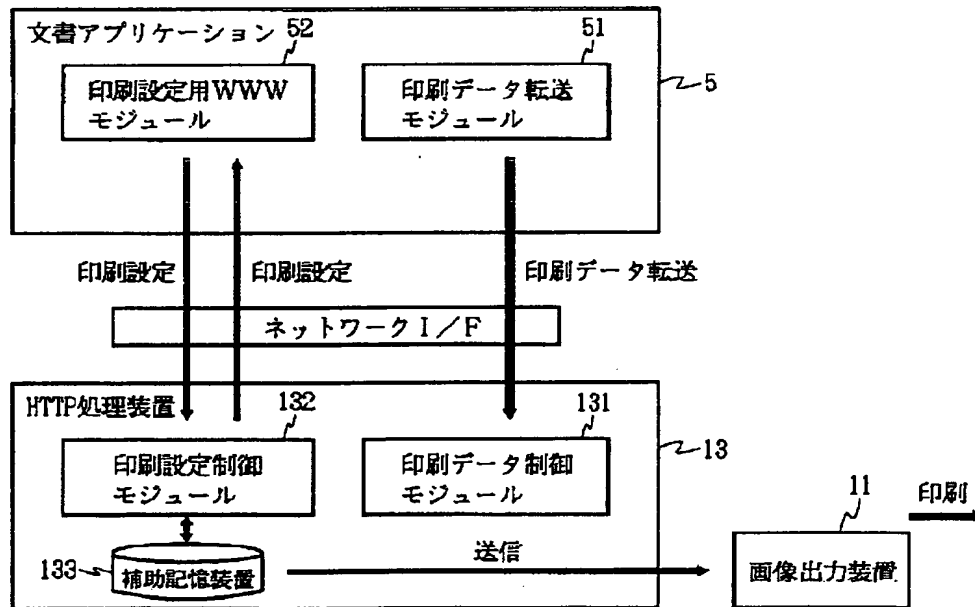 文書アプリケーション
52
51
印刷設定用WWW
モジュール
印刷データ転送
モジュール
5
印刷設定
印刷設定
印刷データ転送
ネットワークI/F
HTTP処理装置
132
131
印刷設定制御
モジュール
印刷データ制御
モジュール
13
11
印刷
133
補助記憶装置
送信
画像出力装置